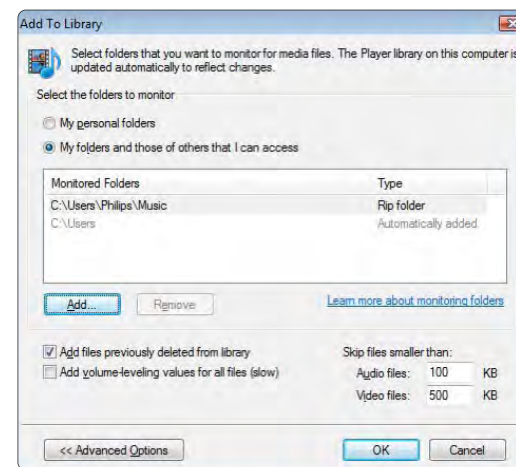 Add To Library
Select folders that you want to monitor for media files. The Player library on this computer is
updated automatically to reflect changes.
Select the folders to monitor
My personal folders
My folders and those of others that I can access
Monitored Folders Type
C:\Users\Philips\Music Rip folder
C:\Users Automatically added
Add... Remove Learn more about monitoring folders
Add files previously deleted from library Skip files smaller than:
Add volume-leveling values for all files (slow) Audio files: 100 KB
Video files: 500 KB
<< Advanced Options OK Cancel